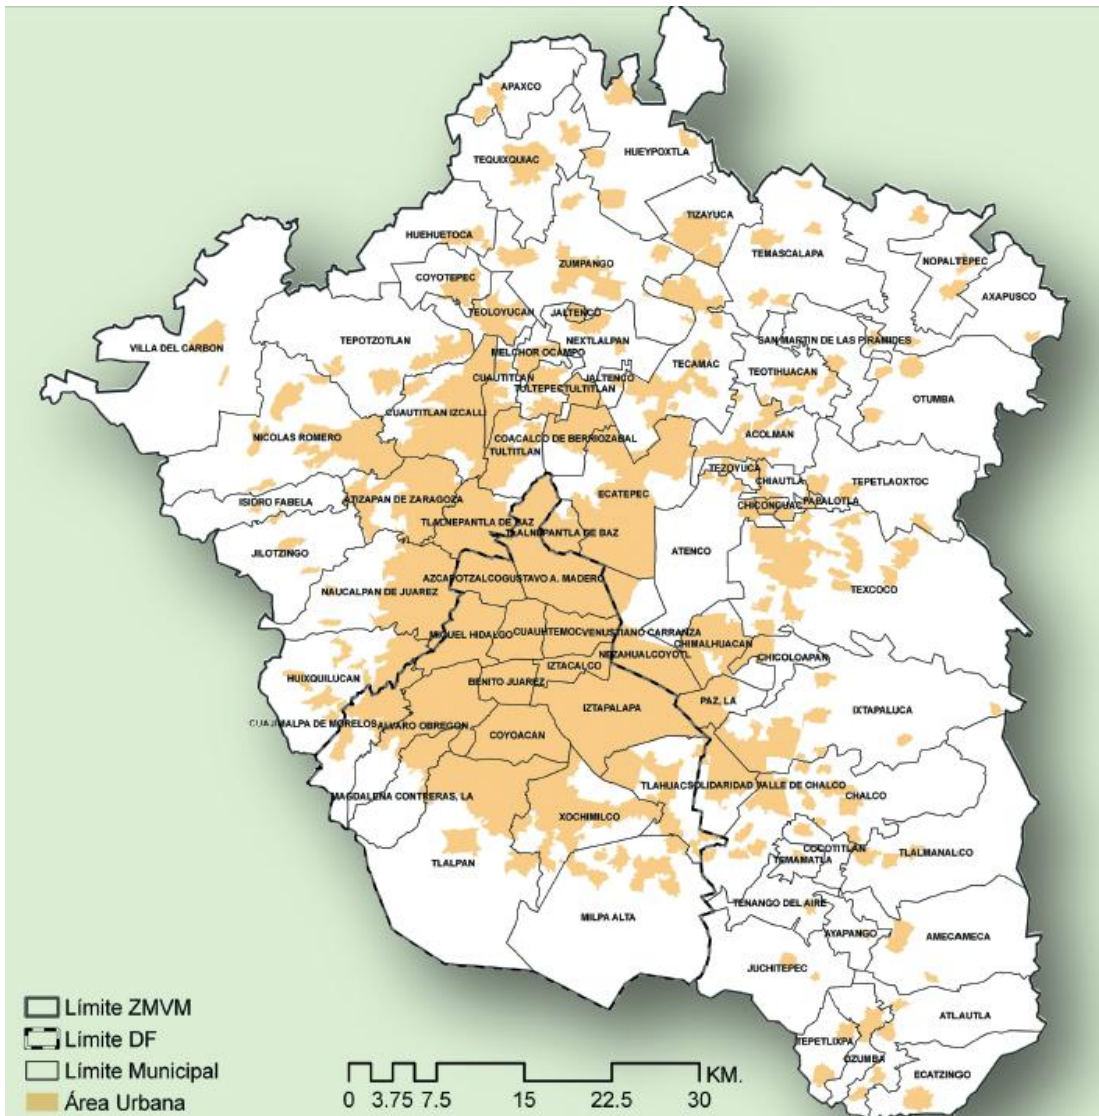 APAXCO
TEQUIXQUIAC
HUEYPOXTLA
TIZAYUCA
HUEHUETOCA
TEMASCALAPA
NOPALTEPEC
ZUMPANGO
COYOTEPEC
AXAPUSCO
TEOLOYUCAN
JALTENCO
VILLA DEL CARBON
TEPOTZOTLAN
NEXTLALPAN
SAN MARTIN DE LAS PIRAMIDES
MELCHOR OCAMPO
TECAMAC
TEOTIHUACAN
CUAUTITLAN
JALTENCO
TULTEPEC
TULTITLAN
OTUMBA
CUAUTITLAN IZCALLI
NICOLAS ROMERO
COACALCO DE BERRIOZABAL
ACOLMAN
TULTITLAN
TEZOYUCA
CHIAUTLA
TEPETLAOXTOC
ISIDRO FABELA
ATIZAPAN DE ZARAGOZA
ECATEPEC
PAPALOTLA
CHICONCUAC
TLALNEPANTLA DE BAZ
TLALNEPANTLA DE BAZ
JILOTZINGO
ATENCO
AZCAPOTZALCO
GUSTAVO A. MADERO
NAUCALPAN DE JUAREZ
TEXCOCO
MIGUEL HIDALGO
CUAUHTEMOC
VENUSTIANO CARRANZA
CHIMALHUACAN
NEZAHUALCOYOTL
CHICOLOAPAN
IZTACALCO
HUIXQUILUCAN
BENITO JUAREZ
PAZ, LA
IZTAPALAPA
IXTAPALUCA
CUAJIMALPA DE MORELOS
ALVARO OBREGON
COYOACAN
TLAHUAC
SOLIDARIDAD VALLE DE CHALCO
MAGDALENA CONTRERAS, LA
CHALCO
XOCHIMILCO
COCOTITLAN
TLALMANALCO
TLALPAN
TEMAMATLA
TENANGO DEL AIRE
MILPA ALTA
AYAPANGO
AMECAMECA
JUCHITEPEC
ATLAUTLA
TEPETLIXPA
OZUMBA
ECATZINGO
Límite ZMVM
Límite DF
Límite Municipal
Área Urbana
KM.
0 3.75 7.5 15 22.5 30